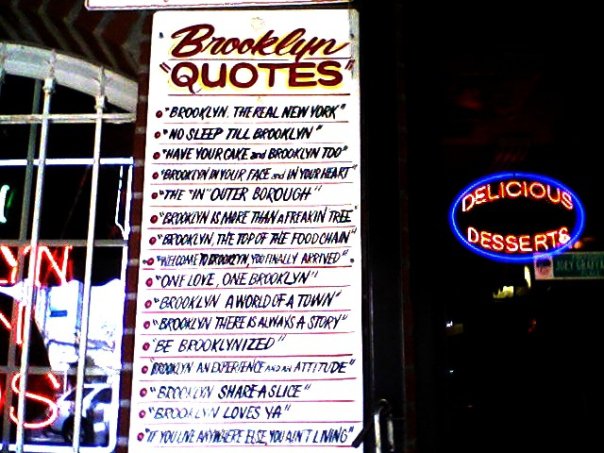 Brooklyn
"QUOTES"
• "BROOKLYN. THE REAL NEW YORK"
• "NO SLEEP TILL BROOKLYN"
• "HAVE YOUR CAKE and BROOKLYN TOO"
• "BROOKLYN IN YOUR FACE and IN YOUR HEART"
• "THE "IN" OUTER BOROUGH"
• "BROOKLYN IS MORE THAN A FREAKIN TREE"
• "BROOKLYN, THE TOP OF THE FOOD CHAIN"
• "WELCOME TO BROOKLYN, YOU FINALLY ARRIVED"
• "ONE LOVE, ONE BROOKLYN"
• "BROOKLYN A WORLD OF A TOWN"
• "BROOKLYN THERE IS ALWAYS A STORY"
• "BE BROOKLYNIZED"
• "BROOKLYN AN EXPERIENCE AND AN ATTITUDE"
• "BROOKLYN SHARE A SLICE"
• "BROOKLYN LOVES YA"
• "IF YOU LIVE ANYWHERE ELSE, YOU AIN'T LIVING"
DELICIOUS
DESSERTS
JOEY
LYN